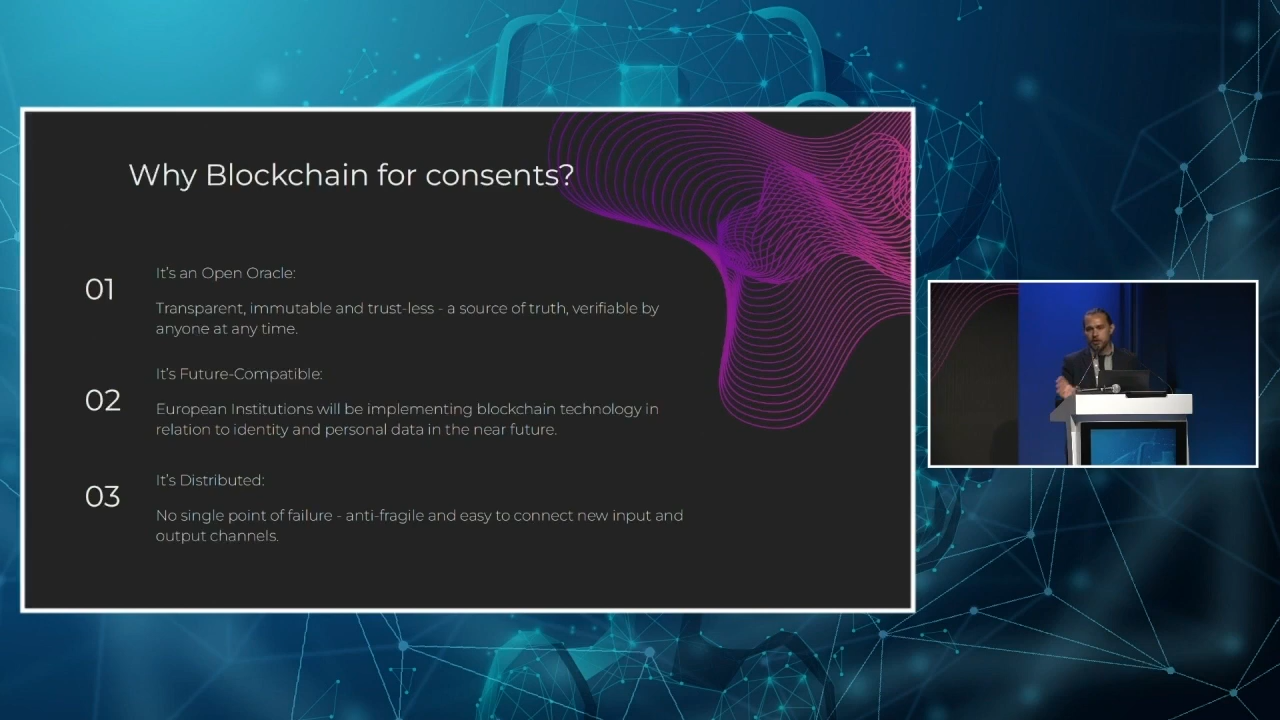 Why Blockchain for consents?
01
It's an Open Oracle:
Transparent, immutable and trust-less - a source of truth, verifiable by
anyone at any time.
02
It's Future-Compatible:
European Institutions will be implementing blockchain technology in
relation to identity and personal data in the near future.
03
It's Distributed:
No single point of failure - anti-fragile and easy to connect new input and
output channels.